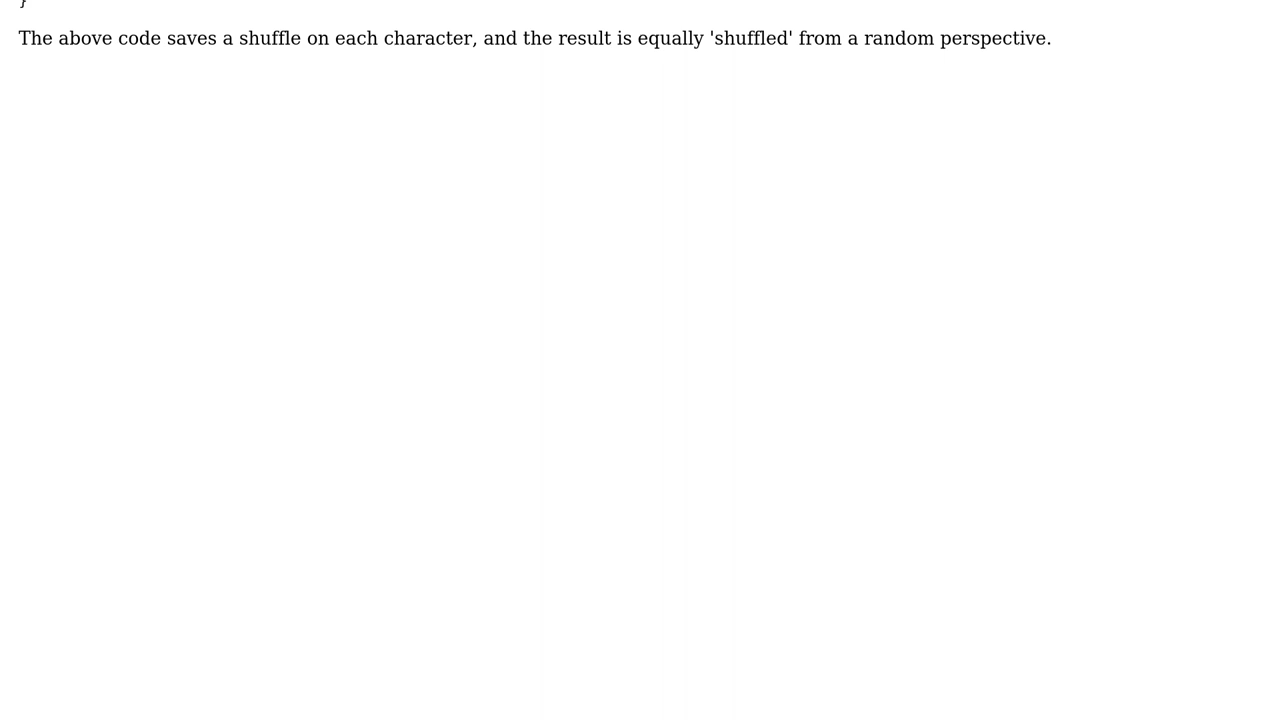 }
The above code saves a shuffle on each character, and the result is equally 'shuffled' from a random perspective.